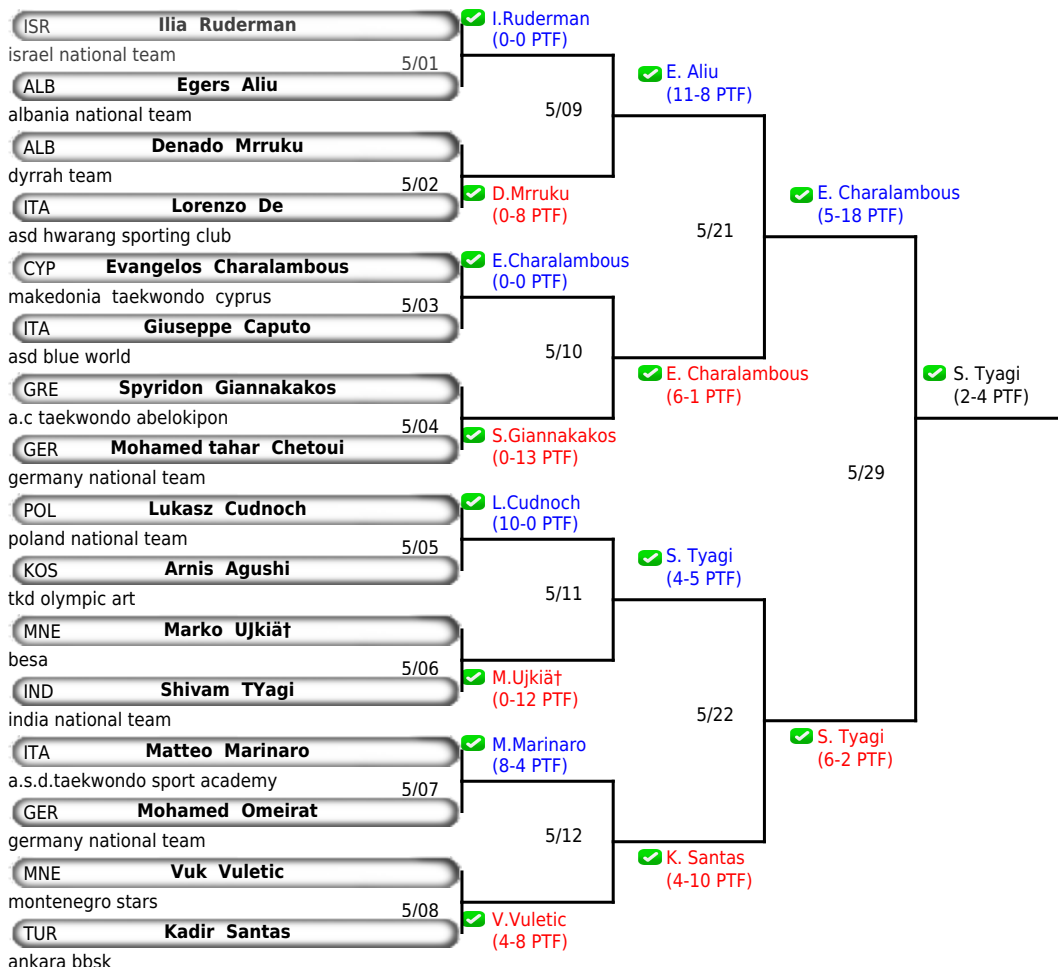 ISR Ilia Ruderman
israel national team
5/01
ALB Egers Aliu
albania national team
ALB Denado Mrruku
dyrrah team
5/02
ITA Lorenzo De
asd hwarang sporting club
CYP Evangelos Charalambous
makedonia taekwondo cyprus
5/03
ITA Giuseppe Caputo
asd blue world
GRE Spyridon Giannakakos
a.c taekwondo abelokipon
5/04
GER Mohamed tahar Chetoui
germany national team
POL Lukasz Cudnoch
poland national team
5/05
KOS Arnis Agushi
tkd olympic art
MNE Marko UJkiä†
besa
5/06
IND Shivam TYagi
india national team
ITA Matteo Marinaro
a.s.d.taekwondo sport academy
5/07
GER Mohamed Omeirat
germany national team
MNE Vuk Vuletic
montenegro stars
5/08
TUR Kadir Santas
ankara bbsk
I.Ruderman
(0-0 PTF)
D.Mrruku
(0-8 PTF)
E.Charalambous
(0-0 PTF)
S.Giannakakos
(0-13 PTF)
L.Cudnoch
(10-0 PTF)
M.Ujkiä†
(0-12 PTF)
M.Marinaro
(8-4 PTF)
V.Vuletic
(4-8 PTF)
5/09
5/10
5/11
5/12
E. Aliu
(11-8 PTF)
E. Charalambous
(6-1 PTF)
S. Tyagi
(4-5 PTF)
K. Santas
(4-10 PTF)
5/21
5/22
E. Charalambous
(5-18 PTF)
S. Tyagi
(6-2 PTF)
5/29
S. Tyagi
(2-4 PTF)